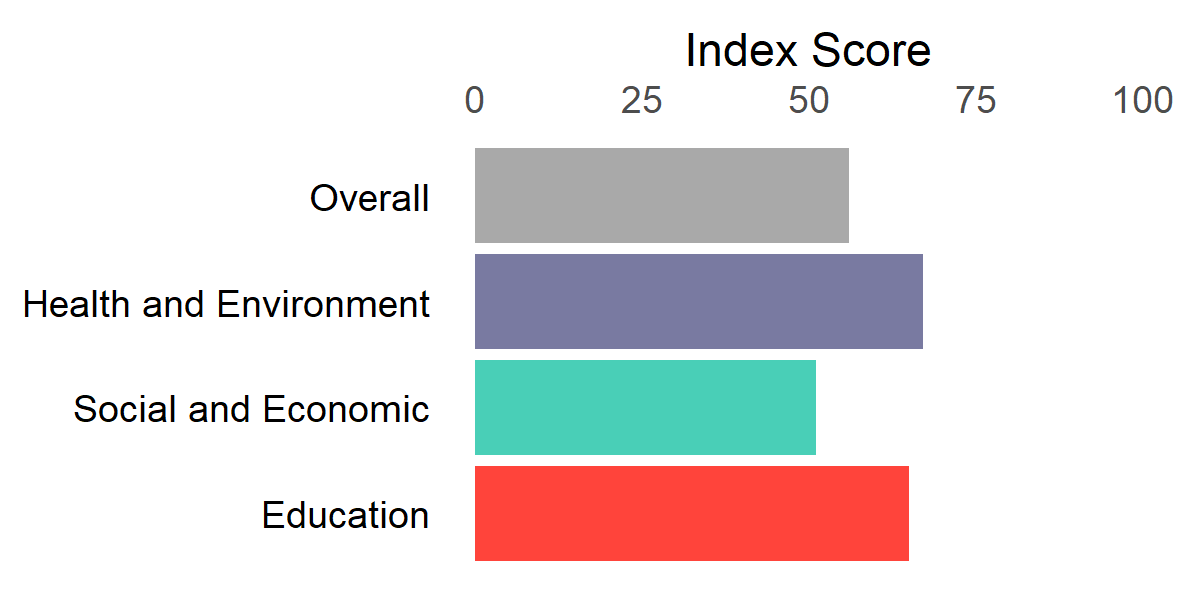 Index Score
0 25 50 75 100
Overall
Health and Environment
Social and Economic
Education